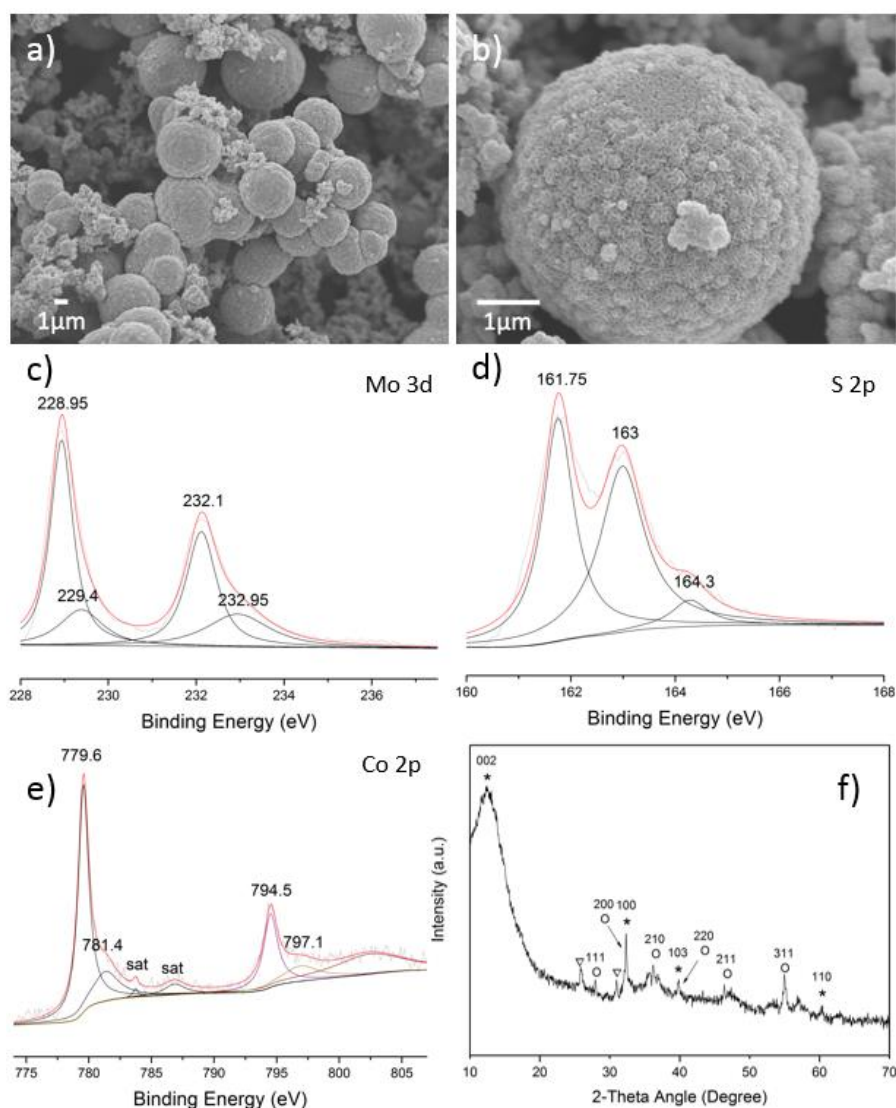 a)
1μm
b)
1μm
c)
Mo 3d
228.95
232.1
229.4
232.95
228 230 232 234 236
Binding Energy (eV)
d)
S 2p
161.75
163
164.3
160 162 164 166 168
Binding Energy (eV)
e)
Co 2p
779.6
794.5
781.4
sat
sat
797.1
775 780 785 790 795 800 805
Binding Energy (eV)
f)
002
200
100
111
210
103
220
211
311
110
Intensity (a.u.)
10 20 30 40 50 60 70
2-Theta Angle (Degree)